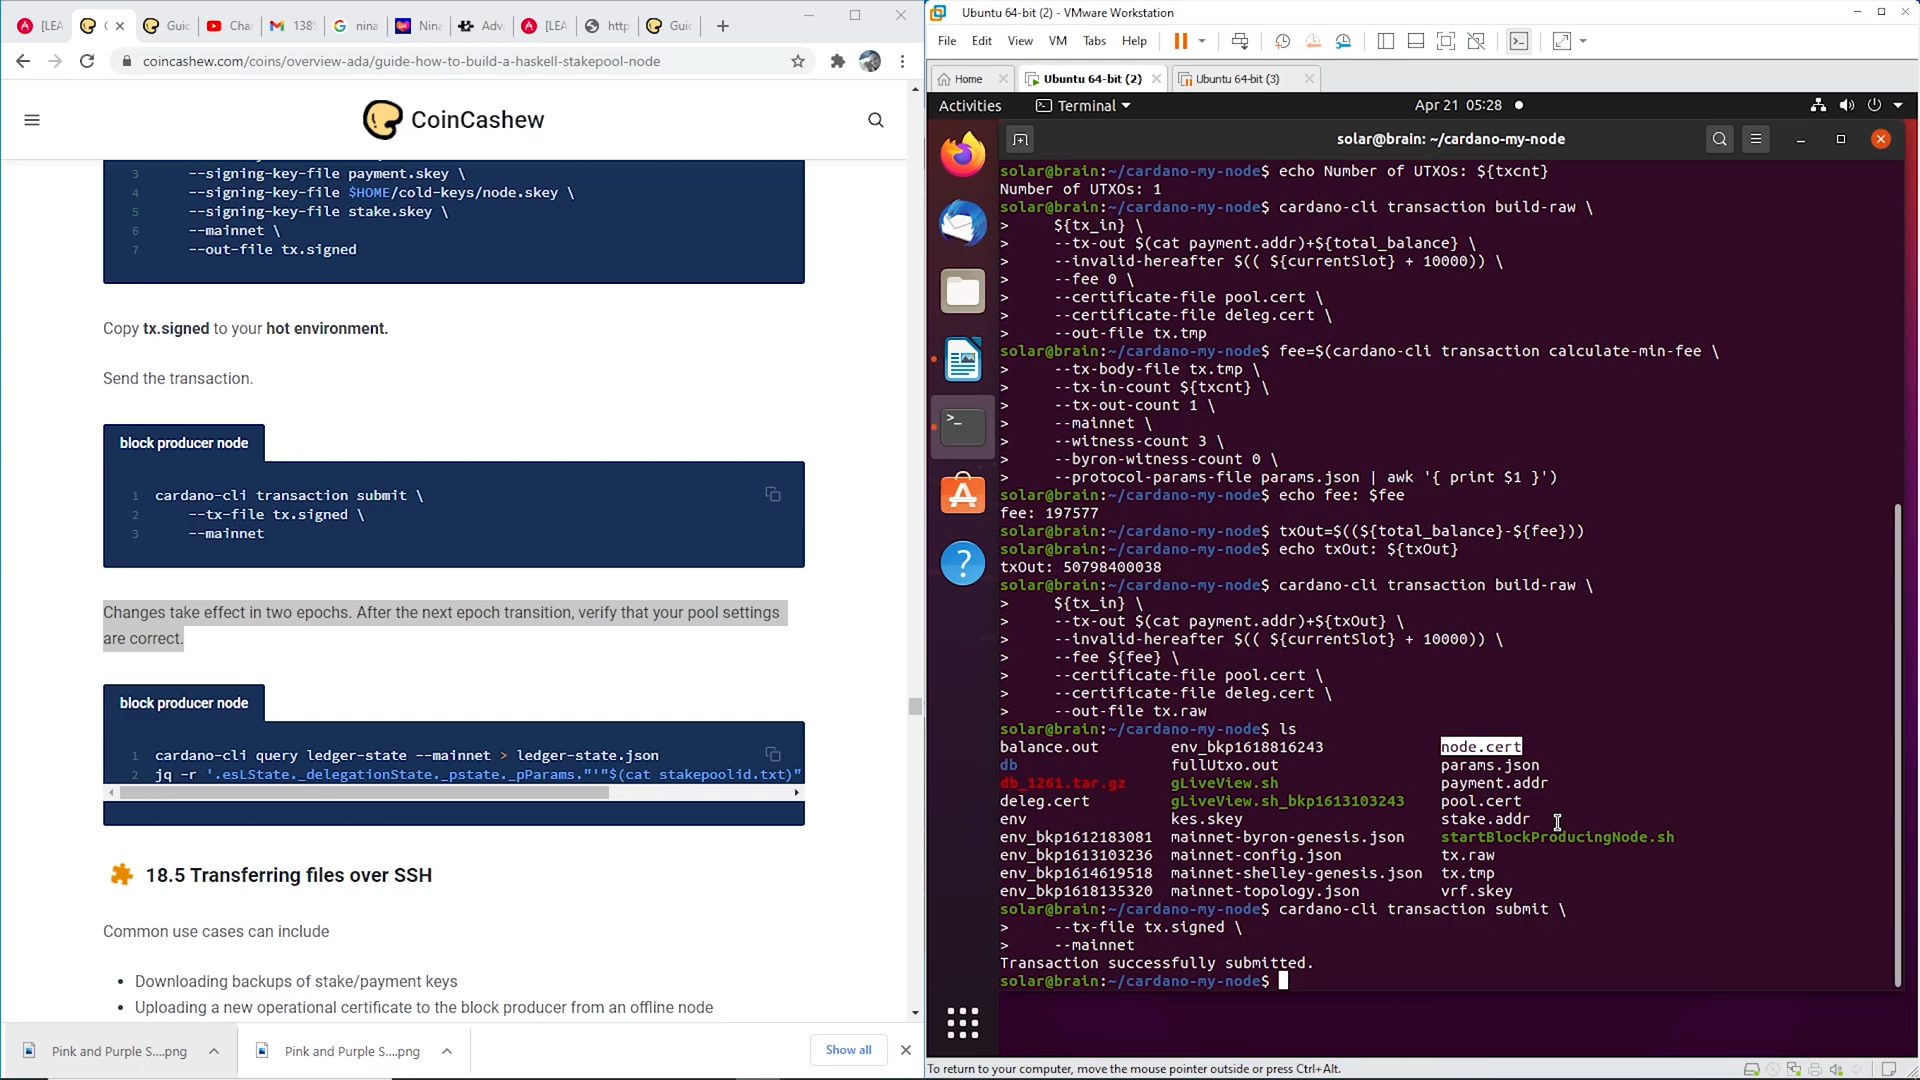 [LEA
Guid
Cha
138
nina
Nina
Adv
[LEA
http
Guid
coincashew.com/coins/overview-ada/guide-how-to-build-a-haskell-stakepool-node
CoinCashew
3 --signing-key-file payment.skey \
4 --signing-key-file $HOME/cold-keys/node.skey \
5 --signing-key-file stake.skey \
6 --mainnet \
7 --out-file tx.signed
Copy tx.signed to your hot environment.
Send the transaction.
block producer node
1 cardano-cli transaction submit \
2 --tx-file tx.signed \
3 --mainnet
Changes take effect in two epochs. After the next epoch transition, verify that your pool settings
are correct.
block producer node
1 cardano-cli query ledger-state --mainnet > ledger-state.json
2 jq -r '.esLState._delegationState._pstate._pParams."'"$(cat stakepoolid.txt)"
18.5 Transferring files over SSH
Common use cases can include
• Downloading backups of stake/payment keys
• Uploading a new operational certificate to the block producer from an offline node
Pink and Purple S....png
Pink and Purple S....png
Show all
Ubuntu 64-bit (2) - VMware Workstation
File Edit View VM Tabs Help
Home
Ubuntu 64-bit (2)
Ubuntu 64-bit (3)
Activities
Terminal
Apr 21 05:28
solar@brain: ~/cardano-my-node
solar@brain:~/cardano-my-node$ echo Number of UTXOs: ${txcnt}
Number of UTXOs: 1
solar@brain:~/cardano-my-node$ cardano-cli transaction build-raw \
> ${tx_in} \
> --tx-out $(cat payment.addr)+${total_balance} \
> --invalid-hereafter $(( ${currentSlot} + 10000)) \
> --fee 0 \
> --certificate-file pool.cert \
> --certificate-file deleg.cert \
> --out-file tx.tmp
solar@brain:~/cardano-my-node$ fee=$(cardano-cli transaction calculate-min-fee \
> --tx-body-file tx.tmp \
> --tx-in-count ${txcnt} \
> --tx-out-count 1 \
> --mainnet \
> --witness-count 3 \
> --byron-witness-count 0 \
> --protocol-params-file params.json | awk '{ print $1 }')
solar@brain:~/cardano-my-node$ echo fee: $fee
fee: 197577
solar@brain:~/cardano-my-node$ txOut=$((${total_balance}-${fee}))
solar@brain:~/cardano-my-node$ echo txOut: ${txOut}
txOut: 50798400038
solar@brain:~/cardano-my-node$ cardano-cli transaction build-raw \
> ${tx_in} \
> --tx-out $(cat payment.addr)+${txOut} \
> --invalid-hereafter $(( ${currentSlot} + 10000)) \
> --fee ${fee} \
> --certificate-file pool.cert \
> --certificate-file deleg.cert \
> --out-file tx.raw
solar@brain:~/cardano-my-node$ ls
balance.out env_bkp1618816243 node.cert
db fullUtxo.out params.json
db_1261.tar.gz gLiveView.sh payment.addr
deleg.cert gLiveView.sh_bkp1613103243 pool.cert
env kes.skey stake.addr
env_bkp1612183081 mainnet-byron-genesis.json startBlockProducingNode.sh
env_bkp1613103236 mainnet-config.json tx.raw
env_bkp1614619518 mainnet-shelley-genesis.json tx.tmp
env_bkp1618135320 mainnet-topology.json vrf.skey
solar@brain:~/cardano-my-node$ cardano-cli transaction submit \
> --tx-file tx.signed \
> --mainnet
Transaction successfully submitted.
solar@brain:~/cardano-my-node$
To return to your computer, move the mouse pointer outside or press Ctrl+Alt.